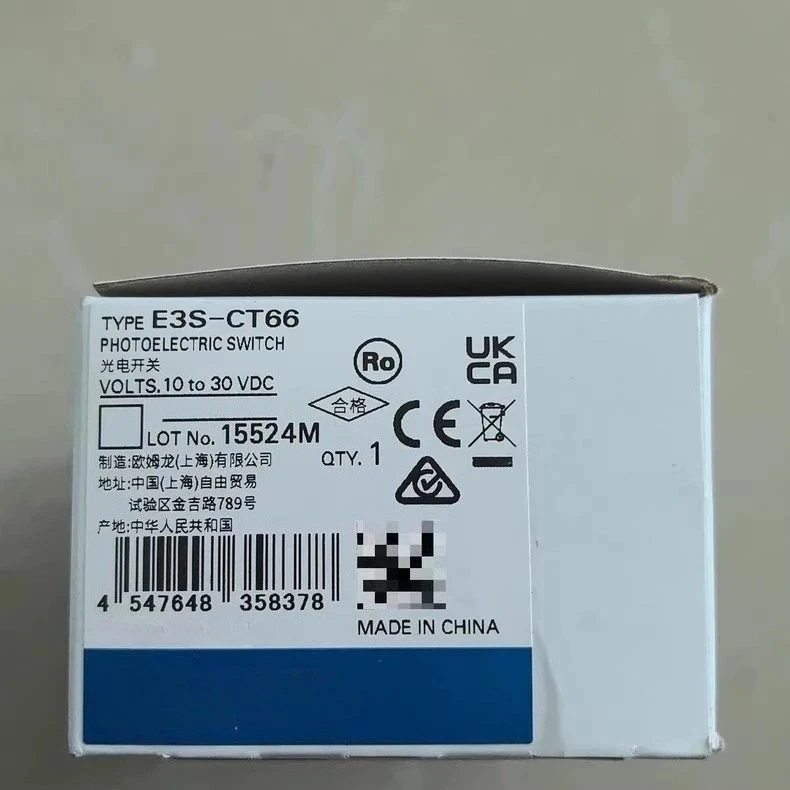 TYPE E3S-CT66
PHOTOELECTRIC SWITCH
光电开关
VOLTS. 10 to 30 VDC
Ro
UK
CA
合格
CE
LOT No. 15524M
QTY. 1
制造:欧姆龙(上海)有限公司
地址:中国(上海)自由贸易
试验区金吉路789号
产地:中华人民共和国
4 547648 358378
MADE IN CHINA